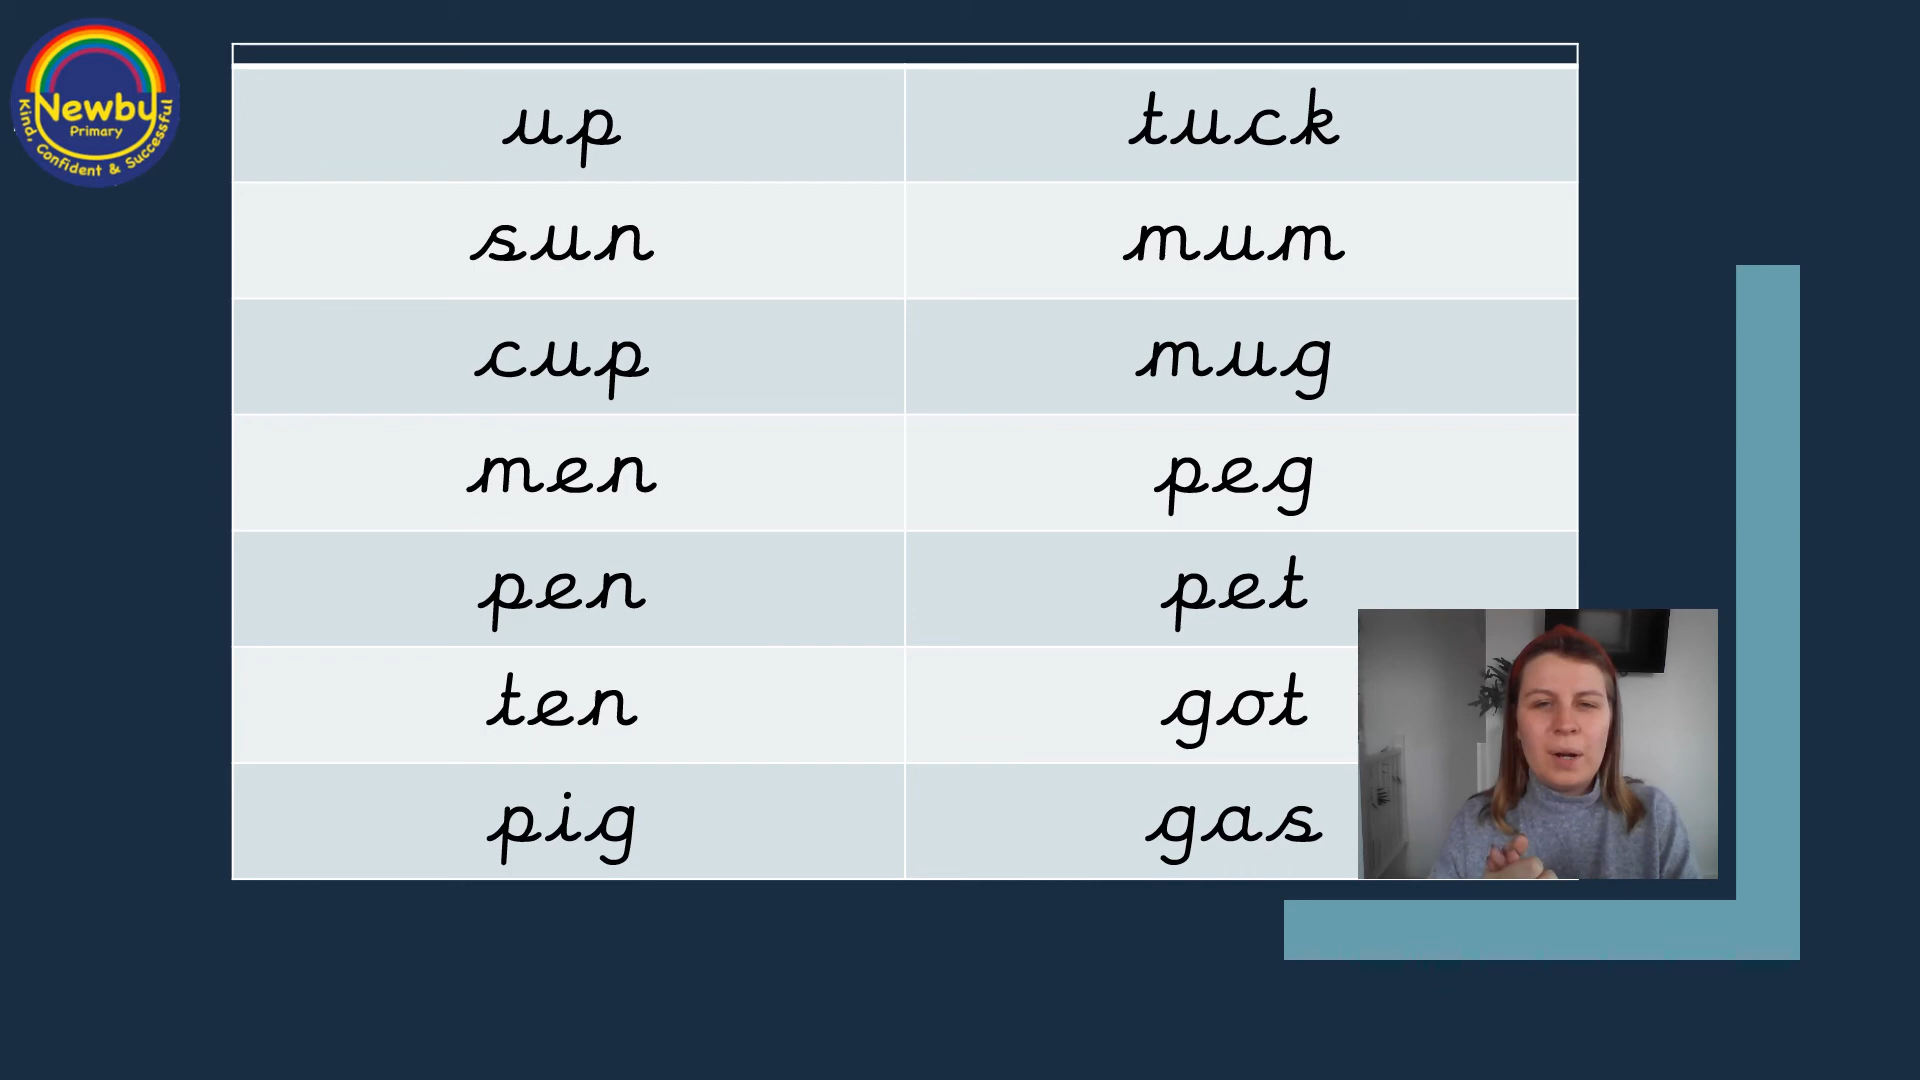 Newby
Primary
Kind, Confident & Successful
up tuck
sun mum
cup mug
men peg
pen pet
ten got
pig gas